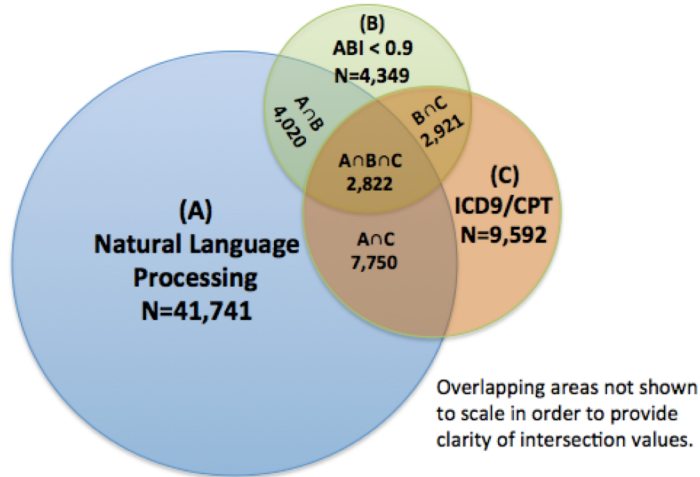 (B)
ABI < 0.9
N=4,349
A∩B
4,020
B∩C
2,921
A∩B∩C
2,822
(A)
Natural Language
Processing
N=41,741
(C)
ICD9/CPT
N=9,592
A∩C
7,750
Overlapping areas not shown
to scale in order to provide
clarity of intersection values.